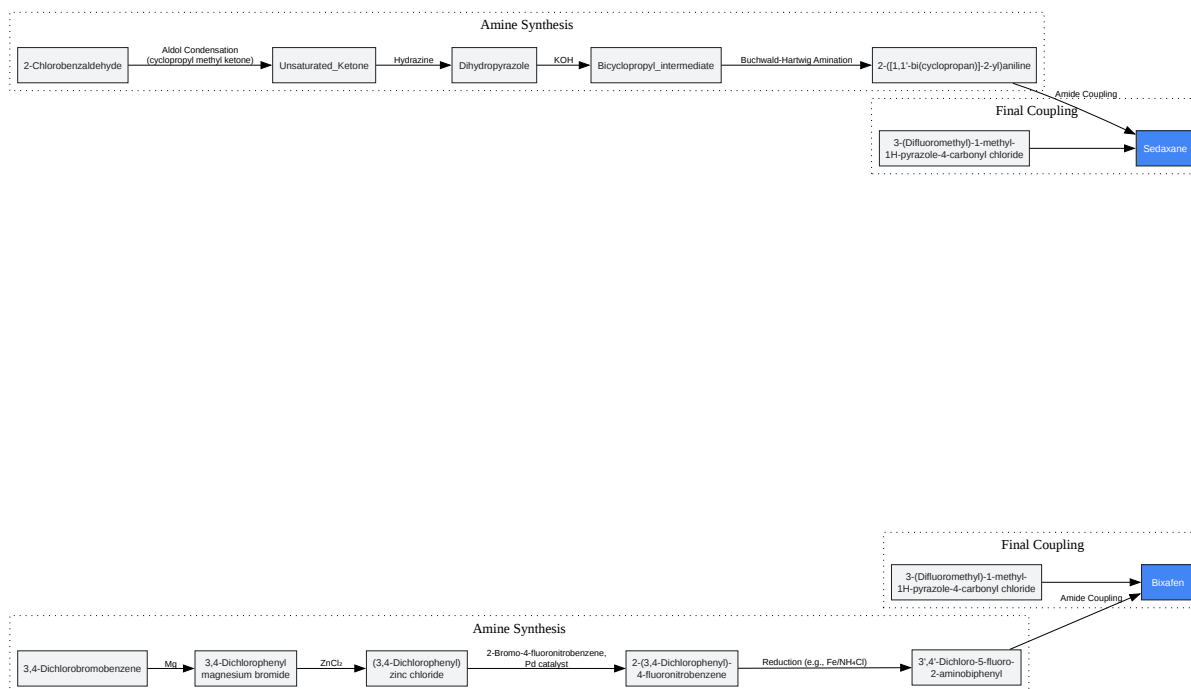 Amine Synthesis
2-Chlorobenzaldehyde
Aldol Condensation
(cyclopropyl methyl ketone)
Unsaturated_Ketone
Hydrazine
Dihydropyrazole
KOH
Bicyclopropyl_intermediate
Buchwald-Hartwig Amination
2-([1,1'-bi(cyclopropan)]-2-yl)aniline
Amide Coupling
Final Coupling
3-(Difluoromethyl)-1-methyl-
1H-pyrazole-4-carbonyl chloride
Sedaxane
Final Coupling
3-(Difluoromethyl)-1-methyl-
1H-pyrazole-4-carbonyl chloride
Bixafen
Amide Coupling
Amine Synthesis
3,4-Dichlorobromobenzene
Mg
3,4-Dichlorophenyl
magnesium bromide
ZnCl₂
(3,4-Dichlorophenyl)
zinc chloride
2-Bromo-4-fluoronitrobenzene,
Pd catalyst
2-(3,4-Dichlorophenyl)-
4-fluoronitrobenzene
Reduction (e.g., Fe/NH₄Cl)
3',4'-Dichloro-5-fluoro-
2-aminobiphenyl